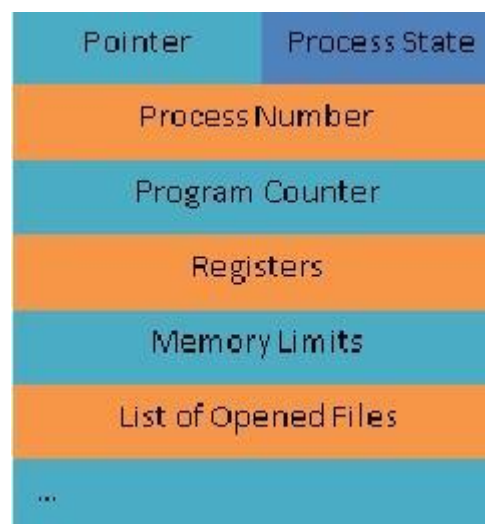 Pointer Process State
Process Number
Program Counter
Registers
Memory Limits
List of Opened Files
...